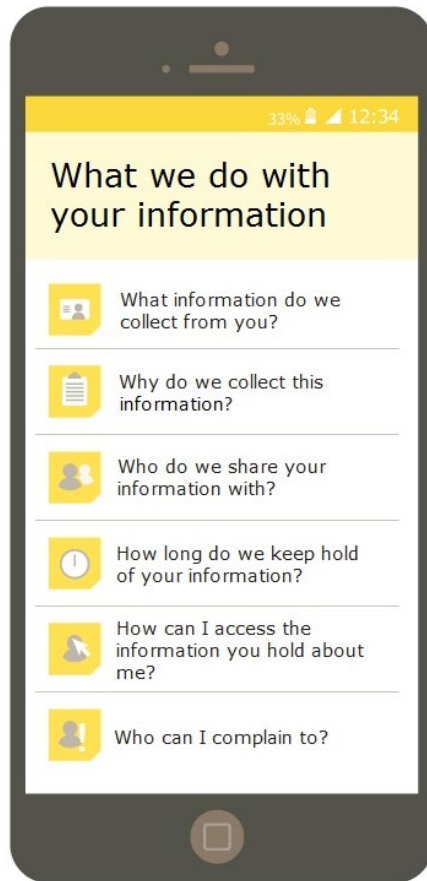 33% 12:34
What we do with
your information
What information do we
collect from you?
Why do we collect this
information?
Who do we share your
information with?
How long do we keep hold
of your information?
How can I access the
information you hold about
me?
Who can I complain to?